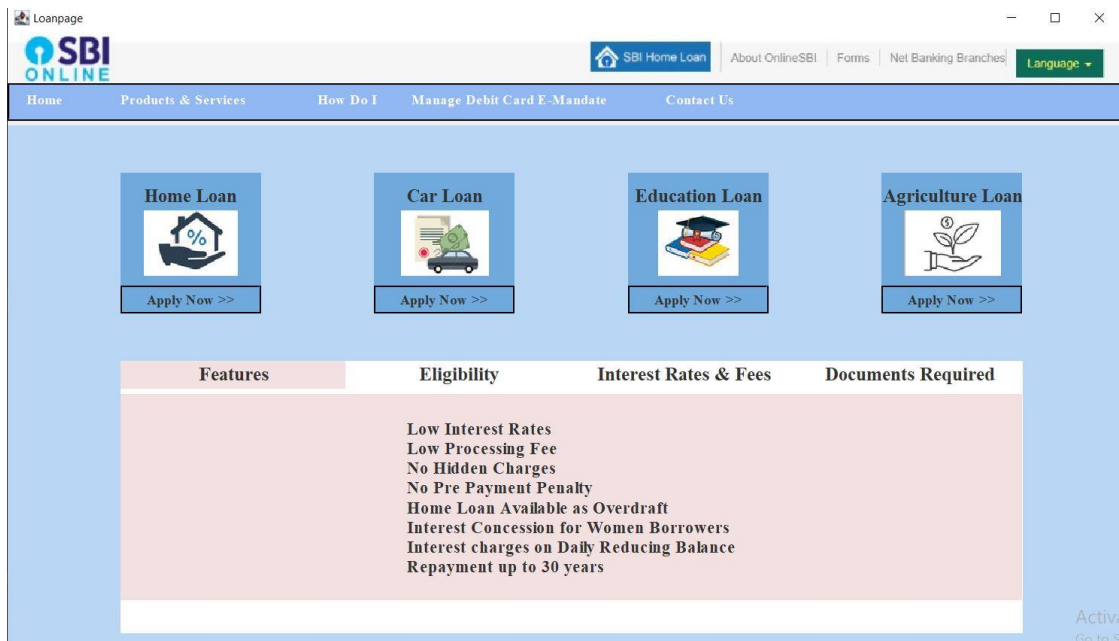 Loanpage
SBI
ONLINE
SBI Home Loan About OnlineSBI Forms Net Banking Branches Language
Home Products & Services How Do I Manage Debit Card E-Mandate Contact Us
Home Loan Car Loan Education Loan Agriculture Loan
%
$
Apply Now >> Apply Now >> Apply Now >> Apply Now >>
Features Eligibility Interest Rates & Fees Documents Required
Low Interest Rates
Low Processing Fee
No Hidden Charges
No Pre Payment Penalty
Home Loan Available as Overdraft
Interest Concession for Women Borrowers
Interest charges on Daily Reducing Balance
Repayment up to 30 years